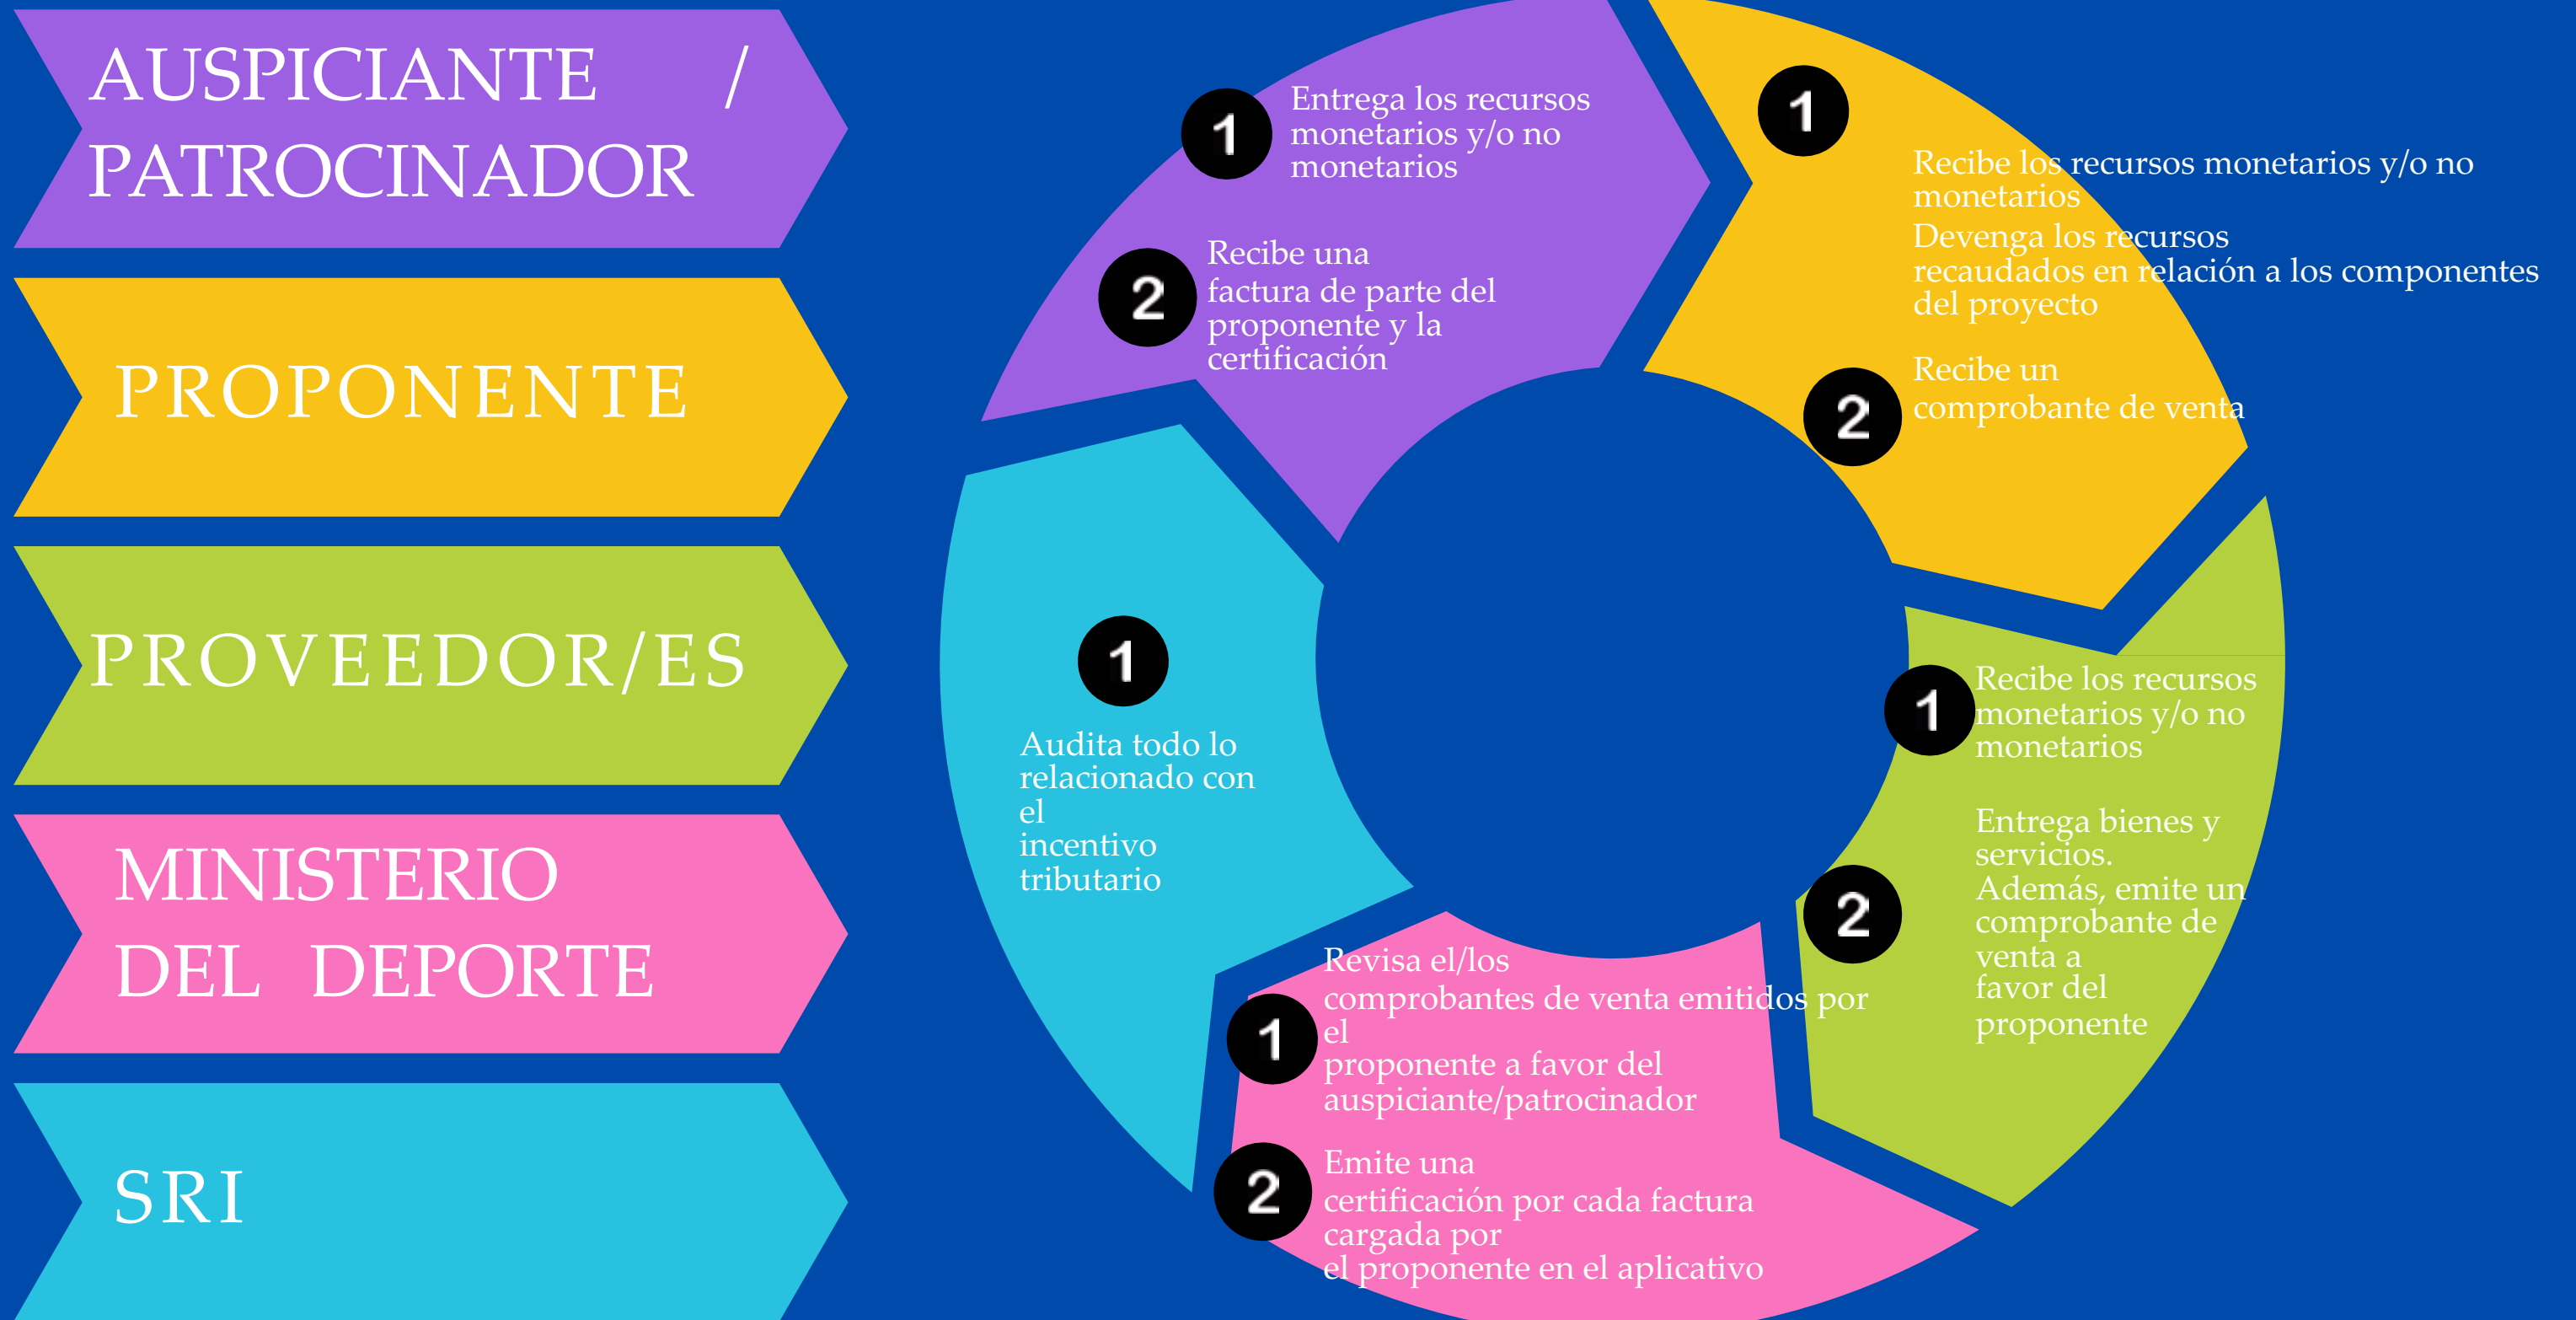 AUSPICIANTE /
PATROCINADOR
PROPONENTE
PROVEEDOR/ES
MINISTERIO
DEL DEPORTE
SRI
1
Entrega los recursos
monetarios y/o no
monetarios
2
Recibe una
factura de parte del
proponente y la
certificación
1
Recibe los recursos monetarios y/o no
monetarios
Devenga los recursos
recaudados en relación a los componentes
del proyecto
2
Recibe un
comprobante de venta
1
Recibe los recursos
monetarios y/o no
monetarios
2
Entrega bienes y
servicios.
Además, emite un
comprobante de
venta a
favor del
proponente
1
Revisa el/los
comprobantes de venta emitidos por
el
proponente a favor del
auspiciante/patrocinador
2
Emite una
certificación por cada factura
cargada por
el proponente en el aplicativo
1
Audita todo lo
relacionado con
el
incentivo
tributario